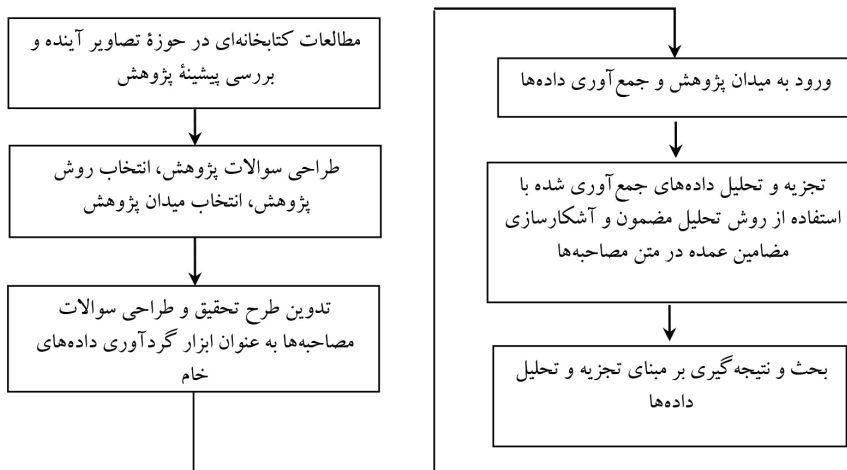 مطالعات کتابخانه‌ای در حوزهٔ تصاویر آینده و
بررسی پیشینهٔ پژوهش
طراحی سوالات پژوهش، انتخاب روش
پژوهش، انتخاب میدان پژوهش
تدوین طرح تحقیق و طراحی سوالات
مصاحبه‌ها به عنوان ابزار گردآوری داده‌های
خام
ورود به میدان پژوهش و جمع‌آوری داده‌ها
تجزیه و تحلیل داده‌های جمع‌آوری شده با
استفاده از روش تحلیل مضمون و آشکارسازی
مضامین عمده در متن مصاحبه‌ها
بحث و نتیجه‌گیری بر مبنای تجزیه و تحلیل
داده‌ها